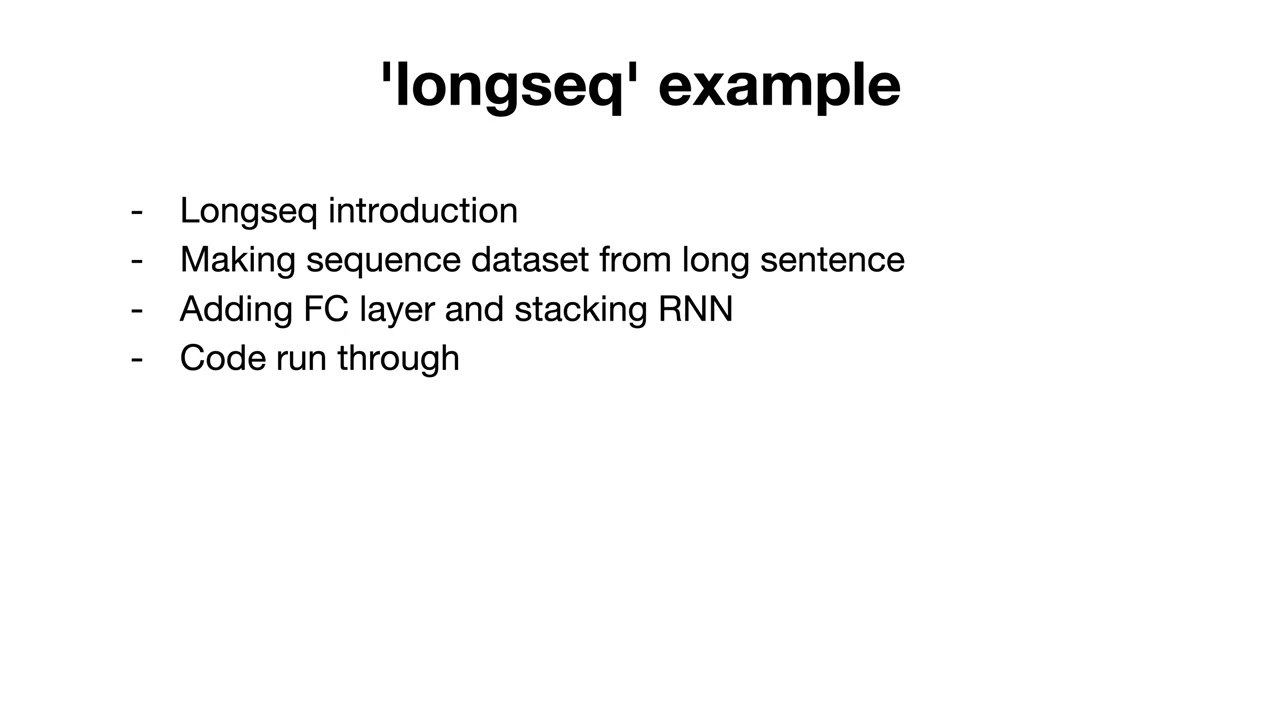 'longseq' example
- Longseq introduction
- Making sequence dataset from long sentence
- Adding FC layer and stacking RNN
- Code run through